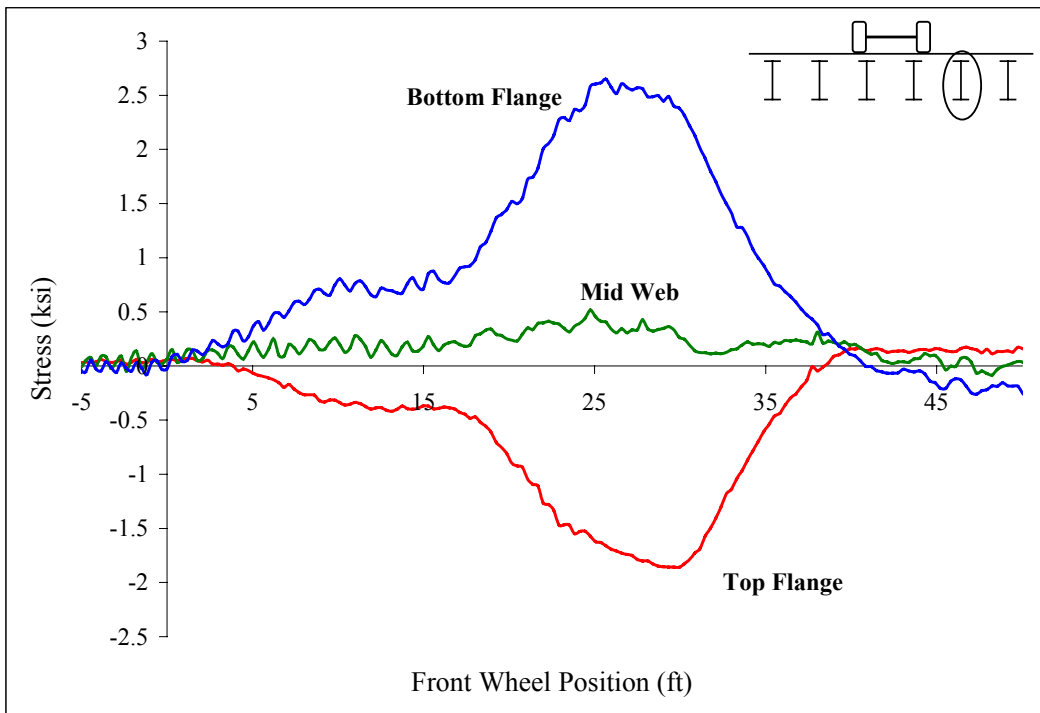 3
2.5
Bottom Flange
2
1.5
1
Mid Web
0.5
0
-5 5 15 25 35 45
-0.5
-1
-1.5
-2
Top Flange
-2.5
Stress (ksi)
Front Wheel Position (ft)